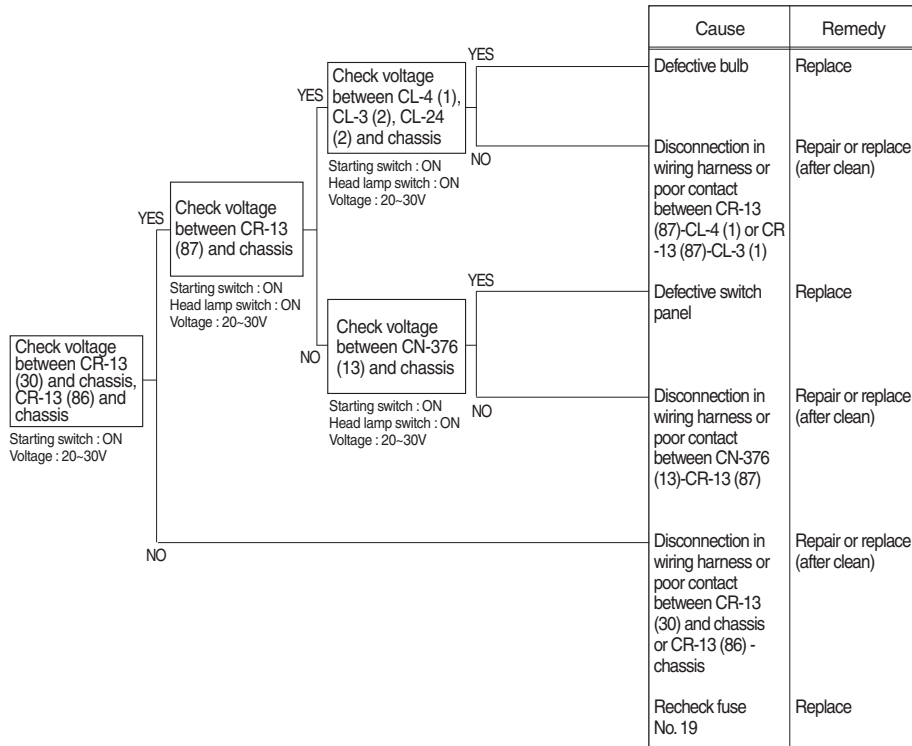 Cause
Remedy
YES
Defective bulb
Replace
Check voltage
between CL-4 (1),
CL-3 (2), CL-24
(2) and chassis
YES
Starting switch : ON
Head lamp switch : ON
Voltage : 20~30V
NO
Disconnection in
wiring harness or
poor contact
between CR-13
(87)-CL-4 (1) or CR
-13 (87)-CL-3 (1)
Repair or replace
(after clean)
YES
Check voltage
between CR-13
(87) and chassis
Starting switch : ON
Head lamp switch : ON
Voltage : 20~30V
YES
Defective switch
panel
Replace
NO
Check voltage
between CN-376
(13) and chassis
Starting switch : ON
Head lamp switch : ON
Voltage : 20~30V
NO
Disconnection in
wiring harness or
poor contact
between CN-376
(13)-CR-13 (87)
Repair or replace
(after clean)
Check voltage
between CR-13
(30) and chassis,
CR-13 (86) and
chassis
Starting switch : ON
Voltage : 20~30V
NO
Disconnection in
wiring harness or
poor contact
between CR-13
(30) and chassis
or CR-13 (86) -
chassis
Repair or replace
(after clean)
Recheck fuse
No. 19
Replace